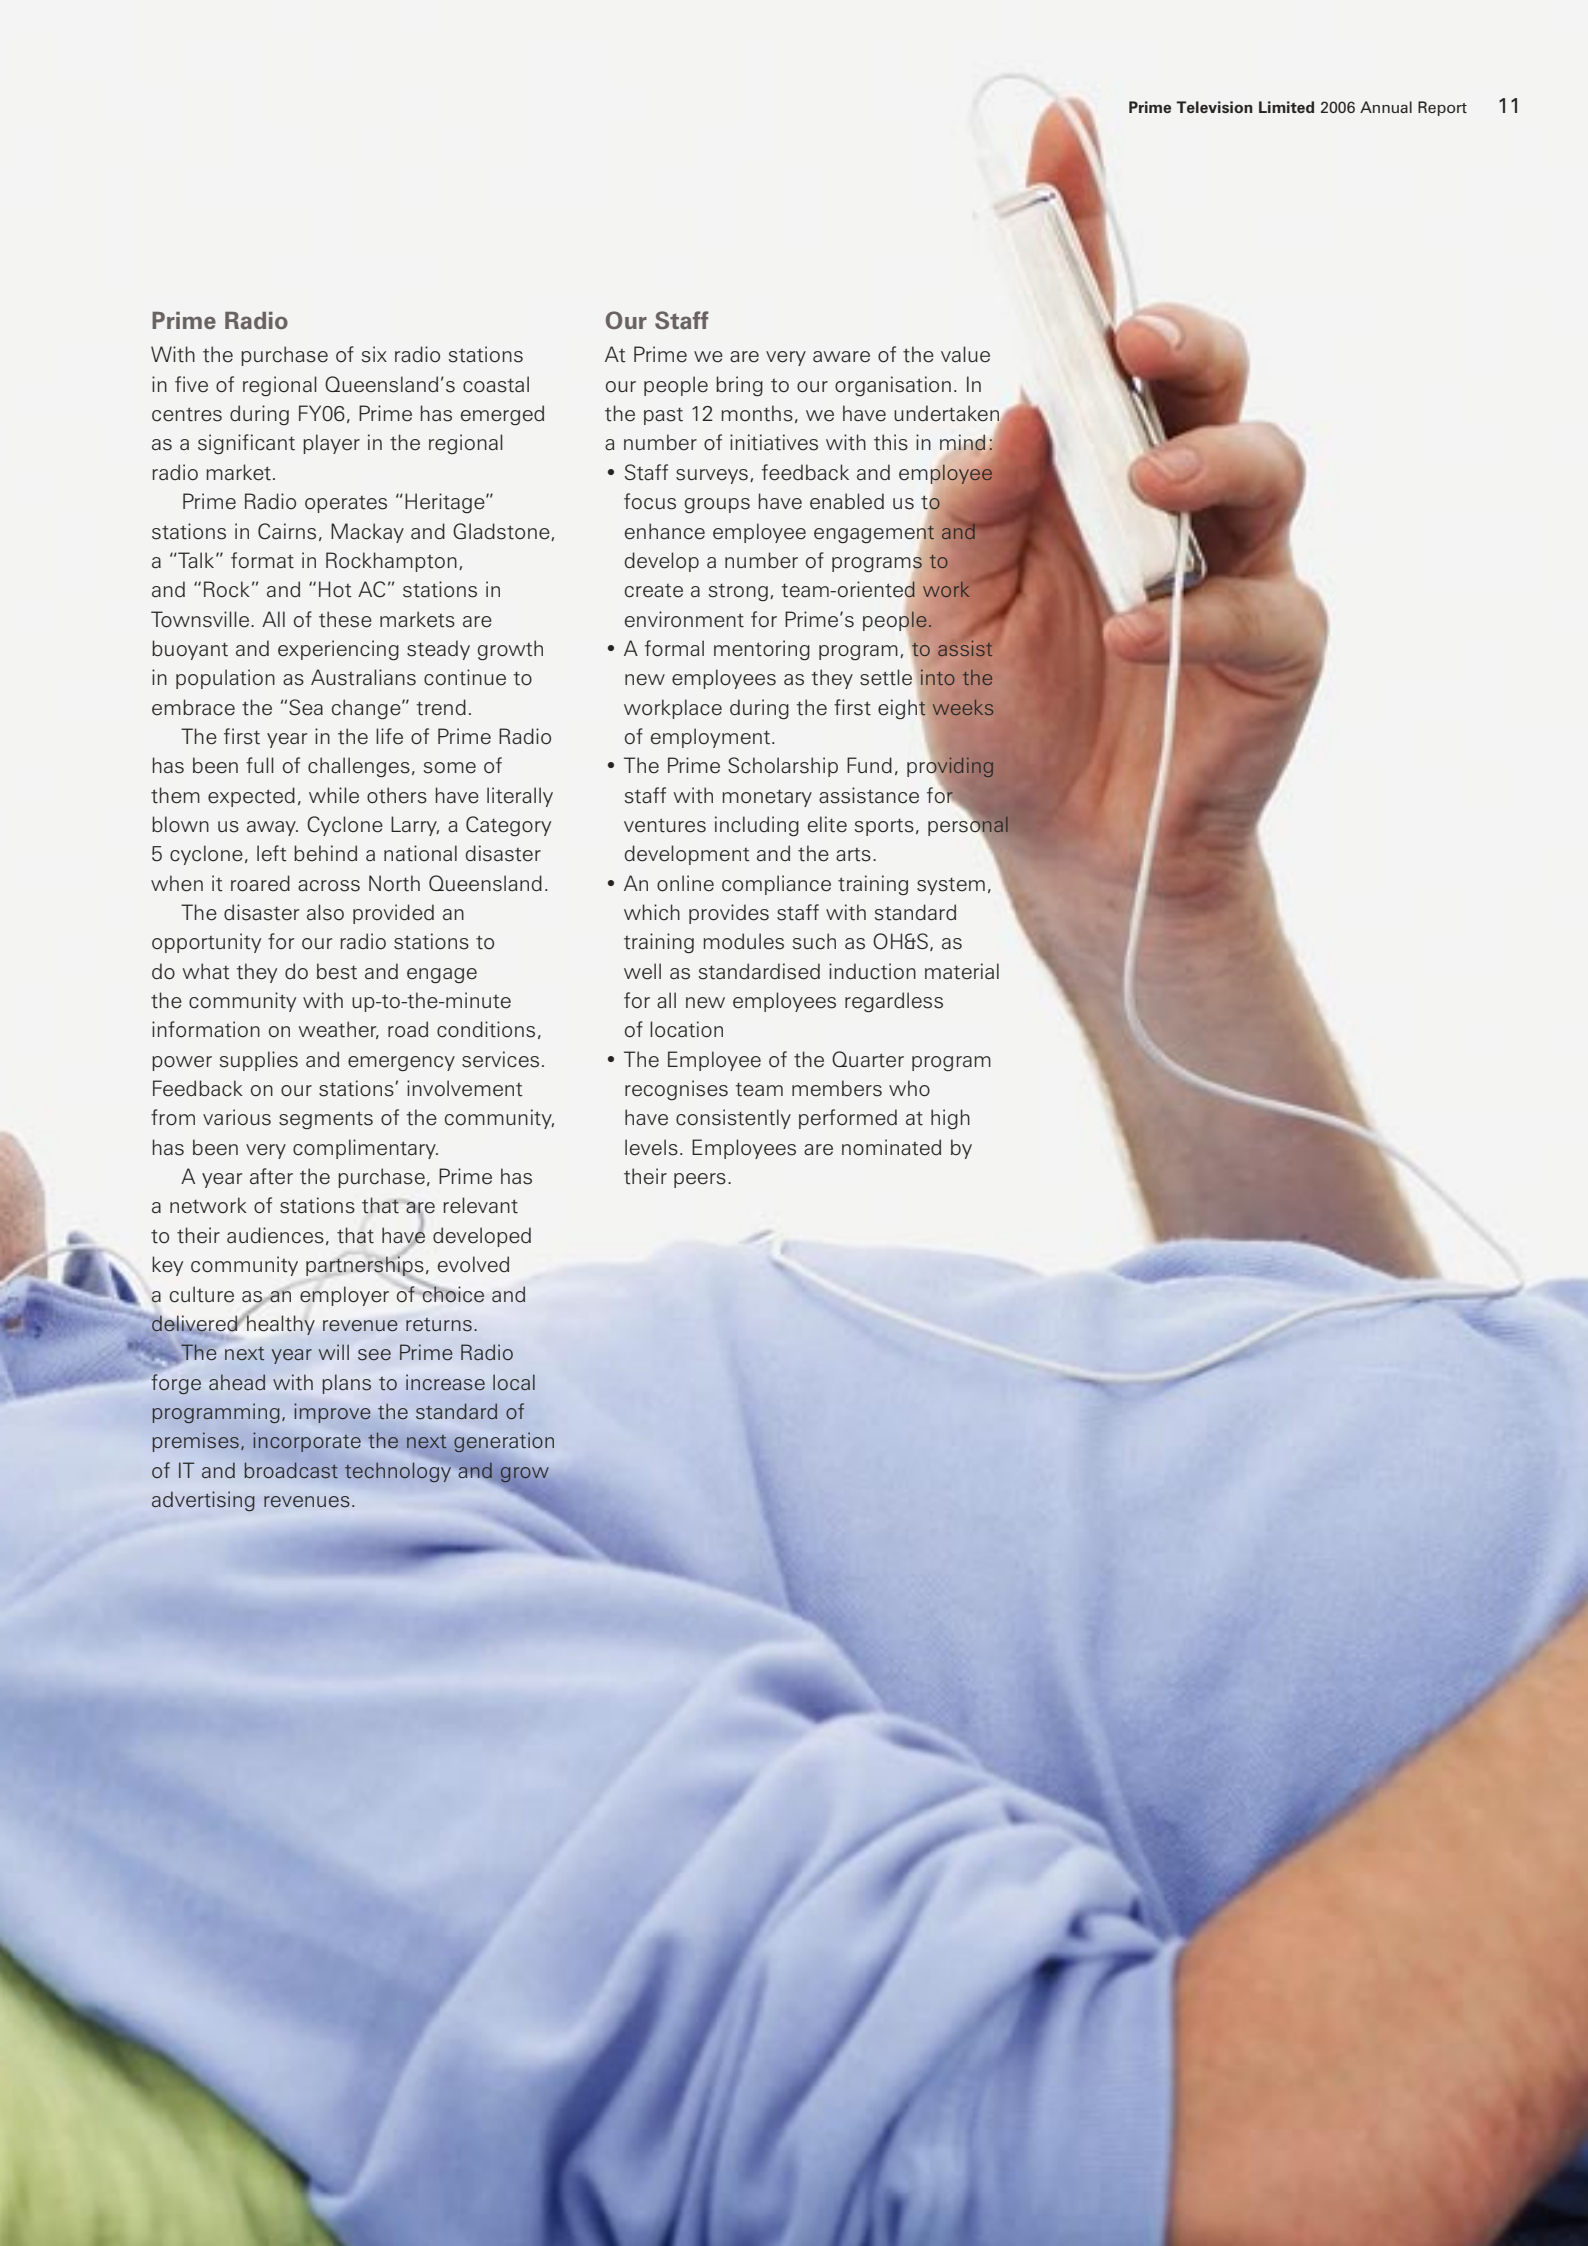 Prime Television Limited 2006 Annual Report 11
Prime Radio
With the purchase of six radio stations
in five of regional Queensland's coastal
centres during FY06, Prime has emerged
as a significant player in the regional
radio market.
Prime Radio operates “Heritage”
stations in Cairns, Mackay and Gladstone,
a “Talk” format in Rockhampton,
and “Rock” and “Hot AC” stations in
Townsville. All of these markets are
buoyant and experiencing steady growth
in population as Australians continue to
embrace the “Sea change” trend.
The first year in the life of Prime Radio
has been full of challenges, some of
them expected, while others have literally
blown us away. Cyclone Larry, a Category
5 cyclone, left behind a national disaster
when it roared across North Queensland.
The disaster also provided an
opportunity for our radio stations to
do what they do best and engage
the community with up-to-the-minute
information on weather, road conditions,
power supplies and emergency services.
Feedback on our stations’ involvement
from various segments of the community,
has been very complimentary.
A year after the purchase, Prime has
a network of stations that are relevant
to their audiences, that have developed
key community partnerships, evolved
a culture as an employer of choice and
delivered healthy revenue returns.
The next year will see Prime Radio
forge ahead with plans to increase local
programming, improve the standard of
premises, incorporate the next generation
of IT and broadcast technology and grow
advertising revenues.
Our Staff
At Prime we are very aware of the value
our people bring to our organisation. In
the past 12 months, we have undertaken
a number of initiatives with this in mind:
• Staff surveys, feedback and employee
focus groups have enabled us to
enhance employee engagement and
develop a number of programs to
create a strong, team-oriented work
environment for Prime’s people.
• A formal mentoring program, to assist
new employees as they settle into the
workplace during the first eight weeks
of employment.
• The Prime Scholarship Fund, providing
staff with monetary assistance for
ventures including elite sports, personal
development and the arts.
• An online compliance training system,
which provides staff with standard
training modules such as OH&S, as
well as standardised induction material
for all new employees regardless
of location
• The Employee of the Quarter program
recognises team members who
have consistently performed at high
levels. Employees are nominated by
their peers.